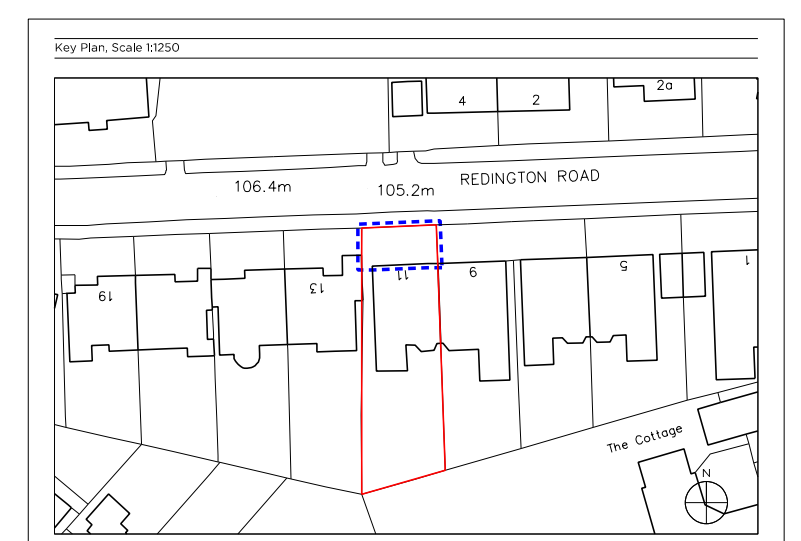 Key Plan, Scale 1:1250
4
2
2a
106.4m
105.2m
REDINGTON ROAD
19
13
11
9
5
1
The Cottage
N